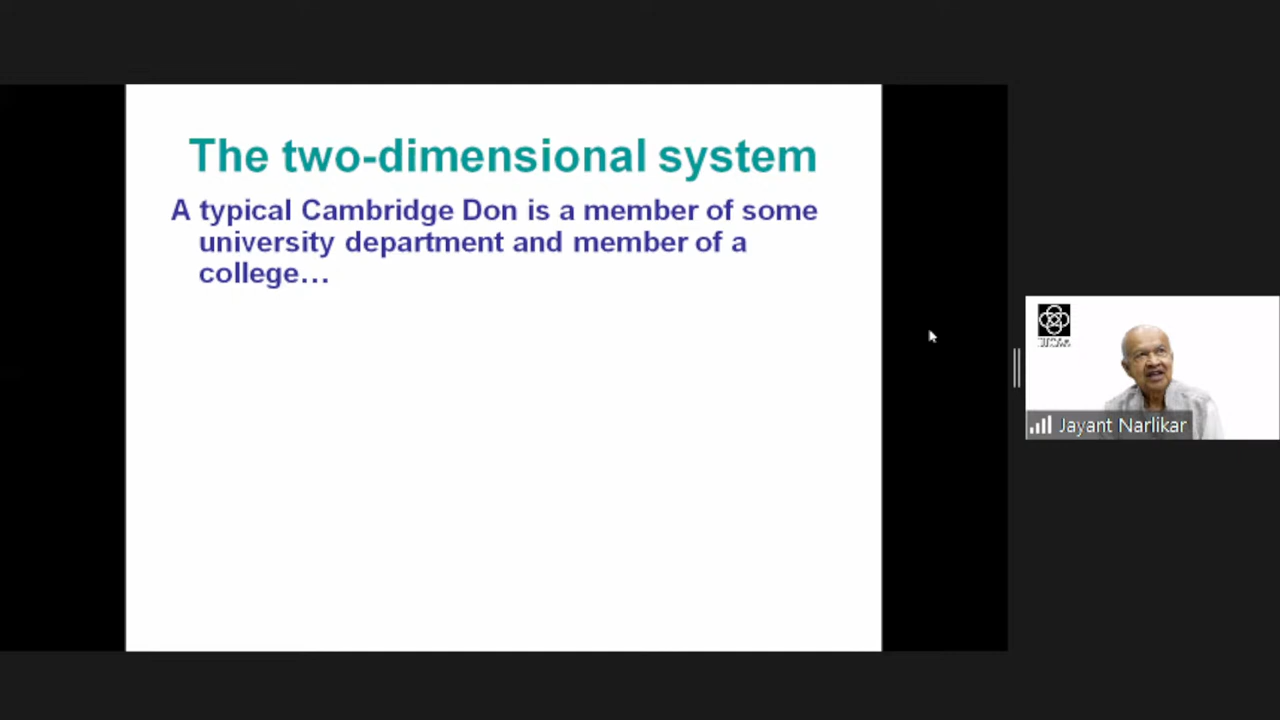 The two-dimensional system
A typical Cambridge Don is a member of some
university department and member of a
college…
Jayant Narlikar